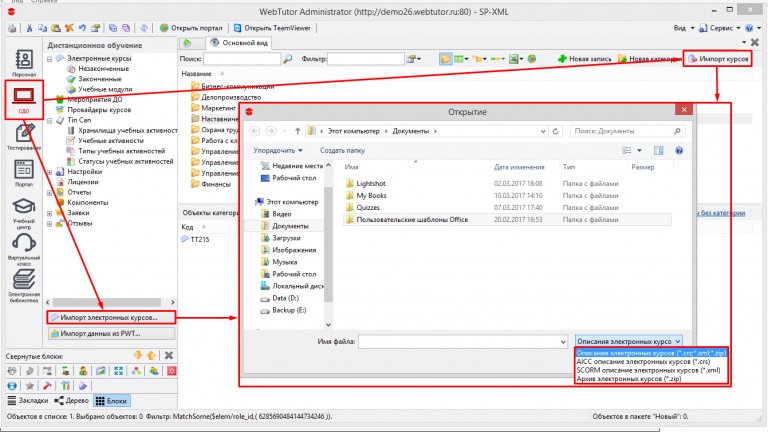 WebTutor Administrator (http://demo26.webtutor.ru:80) - SP-XML
Открыть портал Открыть TeamViewer Вид Сервис
Персонал
СДО
Тестирование
Портал
Учебный центр
Виртуальный класс
Электронная библиотека
Дистанционное обучение
Электронные курсы
Незаконченные
Законченные
Учебные модули
Мероприятия ДО
Провайдеры курсов
Tin Can
Хранилища учебных активност
Учебные активности
Типы учебных активностей
Статусы учебных активностей
Настройки
Лицензии
Отчеты
Компоненты
Заявки
Отзывы
Импорт электронных курсов...
Импорт данных из PWT...
Свернутые блоки:
Закладки Дерево Блоки
Основной вид
Поиск: Фильтр: Новая запись Новая категория Импорт курсов
Название
Бизнес-коммуникации
Делопроизводство
Маркетинг
Наставничес
Охрана труда
Работа с кл
Управление
Финансы
Объекты категори
и без категории
Код
TT215
Открытие
Этот компьютер Документы Поиск: Документы
Упорядочить Создать папку
Недавние места
Рабочий стол
Этот компьютер
Видео
Документы
Загрузки
Изображения
Музыка
Рабочий стол
Локальный диск
Data (D:)
Backup (E:)
Имя Дата изменения Тип Размер
Lightshot 02.03.2017 18:08 Папка с файлами
My Books 10.03.2017 14:10 Папка с файлами
Quizzes 07.03.2017 17:40 Папка с файлами
Пользовательские шаблоны Office 20.02.2017 18:53 Папка с файлами
Имя файла: Описания электронных курсо
Описания электронных курсов (*.crs;*.xml;*.zip)
AICC описание электронных курсов (*.crs)
SCORM описание электронных курсов (*.xml)
Архив электронных курсов (*.zip)
Объектов в списке: 1. Выбрано объектов: 0 Фильтр: MatchSome($elem/role_id,( 6285690484144734246 )). Объектов в пакете "Новый": 0.